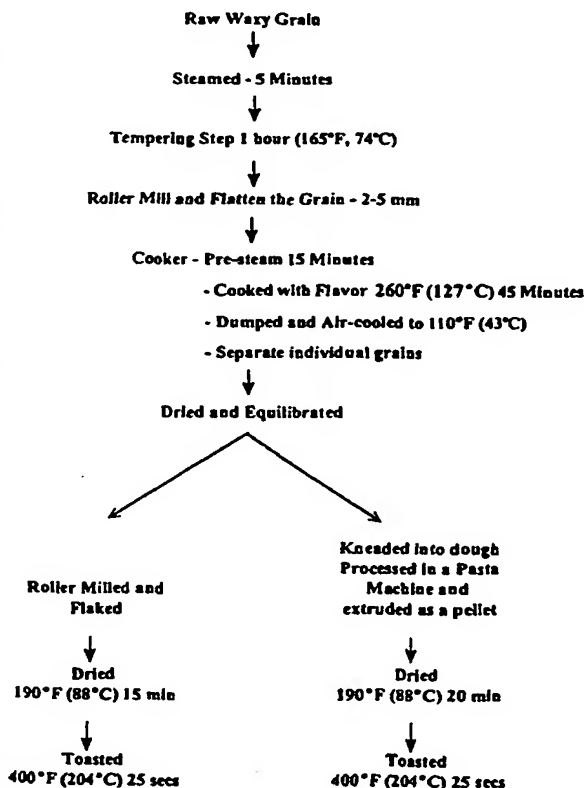 Raw Waxy Grain
Steamed - 5 Minutes
Tempering Step 1 hour (165°F, 74°C)
Roller Mill and Flatten the Grain - 2-5 mm
Cooker - Pre-steam 15 Minutes
- Cooked with Flavor 260°F (127°C) 45 Minutes
- Dumped and Air-cooled to 110°F (43°C)
- Separate individual grains
Dried and Equilibrated
Roller Milled and
Flaked
Dried
190°F (88°C) 15 min
Toasted
400°F (204°C) 25 secs
Kneaded into dough
Processed in a Pasta
Machine and
extruded as a pellet
Dried
190°F (88°C) 20 min
Toasted
400°F (204°C) 25 secs